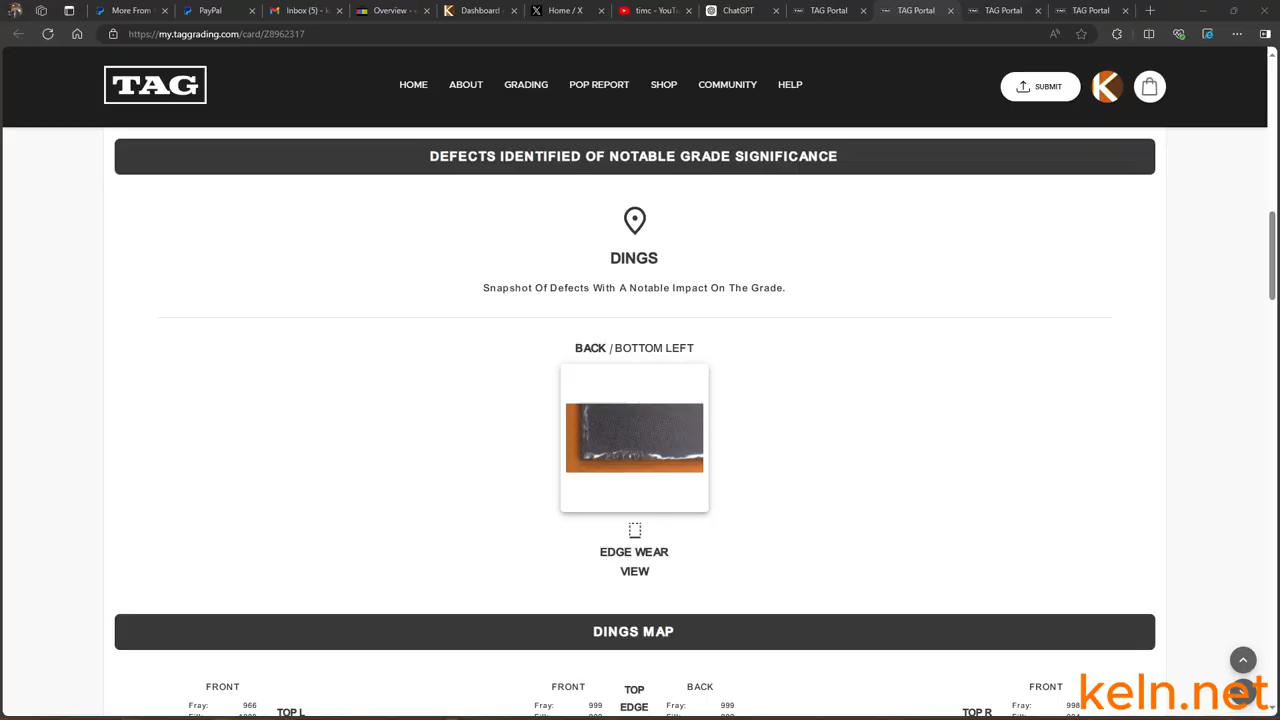 More From
PayPal
Inbox (5) -
Overview -
Dashboard
Home / X
timc - You
ChatGPT
TAG Portal
TAG Portal
TAG Portal
TAG Portal
https://my.taggrading.com/card/Z8962317
TAG
HOME
ABOUT
GRADING
POP REPORT
SHOP
COMMUNITY
HELP
SUBMIT
K
DEFECTS IDENTIFIED OF NOTABLE GRADE SIGNIFICANCE
DINGS
Snapshot Of Defects With A Notable Impact On The Grade.
BACK / BOTTOM LEFT
EDGE WEAR
VIEW
DINGS MAP
FRONT
FRONT
TOP
EDGE
BACK
FRONT
Fray: 966
TOP L
Fray: 999
Fray: 999
TOP R
Fray: 998
keln.net